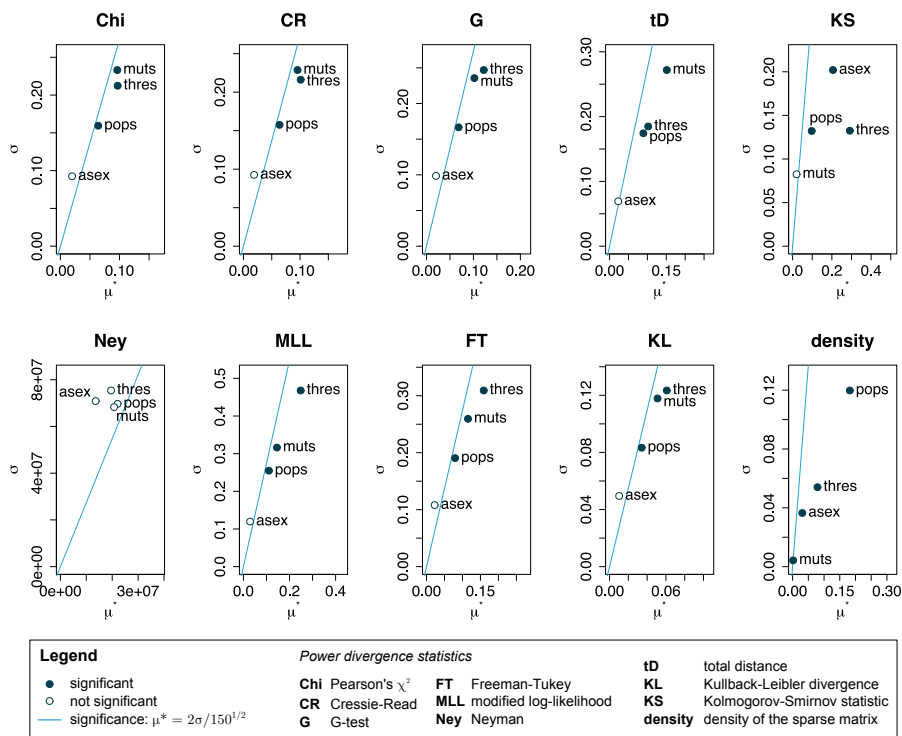 Chi CR G tD KS
σ 0.00 0.10 0.20 muts thres pops asex 0.00 0.10 μ*
σ 0.00 0.10 0.20 muts thres pops asex 0.00 0.10 μ*
σ 0.00 0.10 0.20 thres muts pops asex 0.00 0.10 0.20 μ*
σ 0.00 0.10 0.20 0.30 muts thres pops asex 0.00 0.15 μ*
σ 0.00 0.05 0.10 0.15 0.20 asex pops thres muts 0.0 0.2 0.4 μ*
Ney MLL FT KL density
σ 0e+00 4e+07 8e+07 asex thres pops muts 0e+00 3e+07 μ*
σ 0.0 0.1 0.2 0.3 0.4 0.5 thres muts pops asex 0.0 0.2 0.4 μ*
σ 0.00 0.10 0.20 0.30 thres muts pops asex 0.00 0.15 μ*
σ 0.00 0.04 0.08 0.12 thres muts pops asex 0.00 0.06 μ*
σ 0.00 0.04 0.08 0.12 pops thres asex muts 0.00 0.15 0.30 μ*
Legend
significant
not significant
significance: μ* = 2σ/150^1/2
Power divergence statistics
Chi Pearson's χ²
CR Cressie-Read
G G-test
FT Freeman-Tukey
MLL modified log-likelihood
Ney Neyman
tD total distance
KL Kullback-Leibler divergence
KS Kolmogorov-Smirnov statistic
density density of the sparse matrix